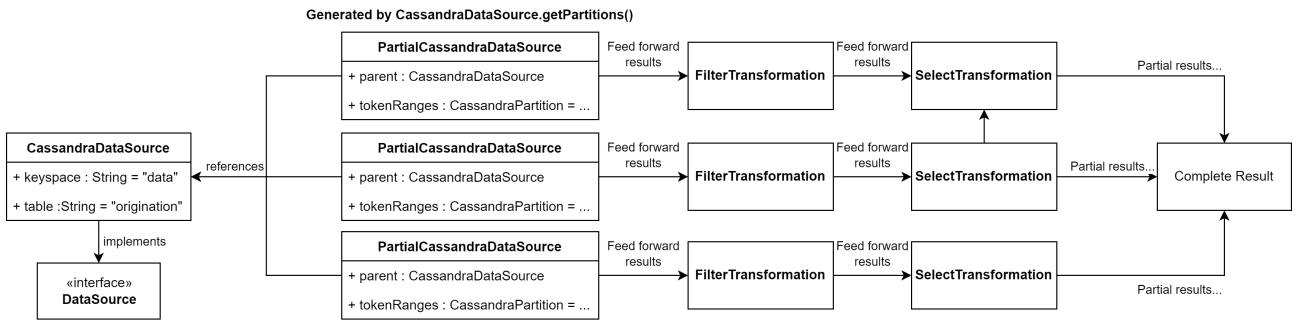 Generated by CassandraDataSource.getPartitions()
PartialCassandraDataSource
+ parent : CassandraDataSource
+ tokenRanges : CassandraPartition = ...
Feed forward
results
FilterTransformation
Feed forward
results
SelectTransformation
Partial results...
CassandraDataSource
+ keyspace : String = "data"
+ table :String = "origination"
references
PartialCassandraDataSource
+ parent : CassandraDataSource
+ tokenRanges : CassandraPartition = ...
Feed forward
results
FilterTransformation
Feed forward
results
SelectTransformation
Partial results...
Complete Result
implements
«interface»
DataSource
PartialCassandraDataSource
+ parent : CassandraDataSource
+ tokenRanges : CassandraPartition = ...
Feed forward
results
FilterTransformation
Feed forward
results
SelectTransformation
Partial results...